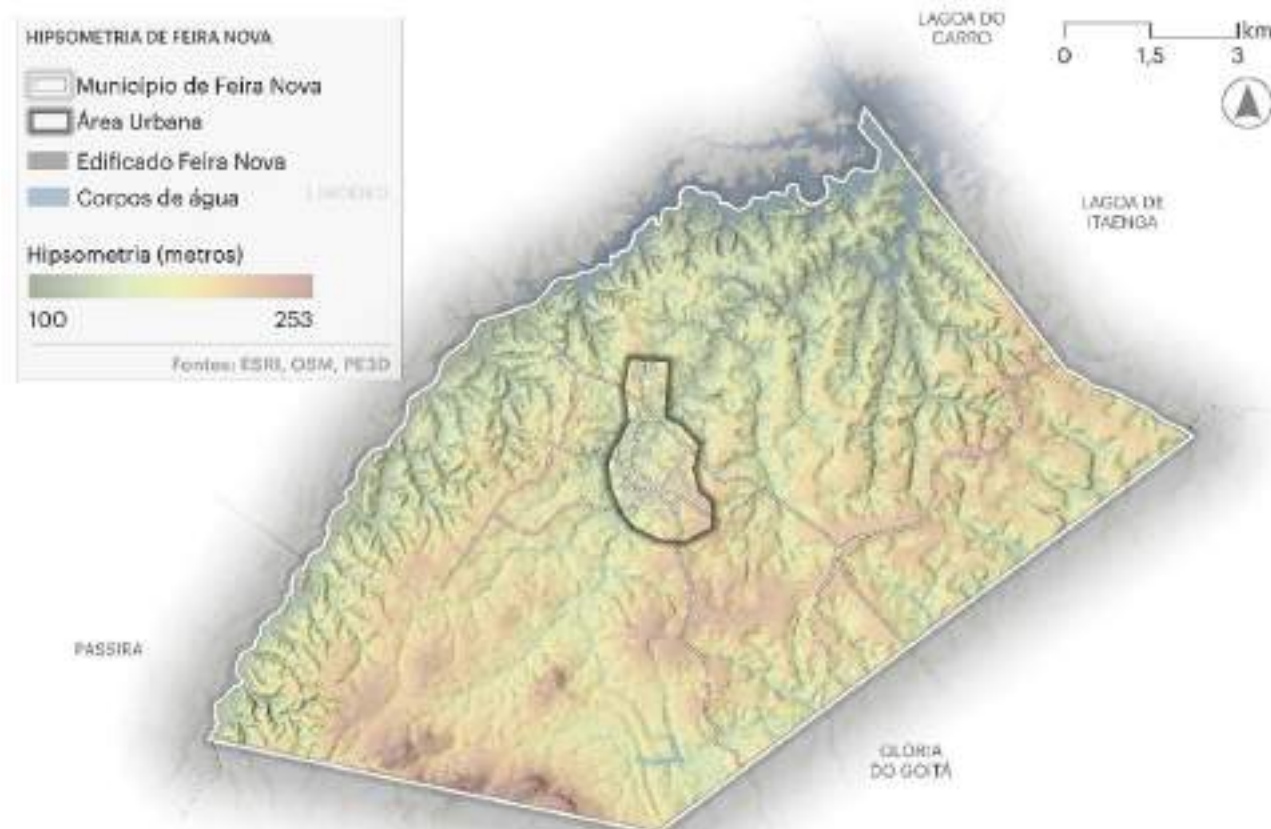 HIPSOMETRIA DE FEIRA NOVA
Município de Feira Nova
Área Urbana
Edificado Feira Nova
Corpos de água
LIMOEIRO
Hipsometria (metros)
100 253
Fontes: ESRI, OSM, PE3D
LAGOA DO
CARRO
km
0 1,5 3
LAGOA DE
ITAENGA
PASSIRA
GLÓRIA
DO GOITÁ